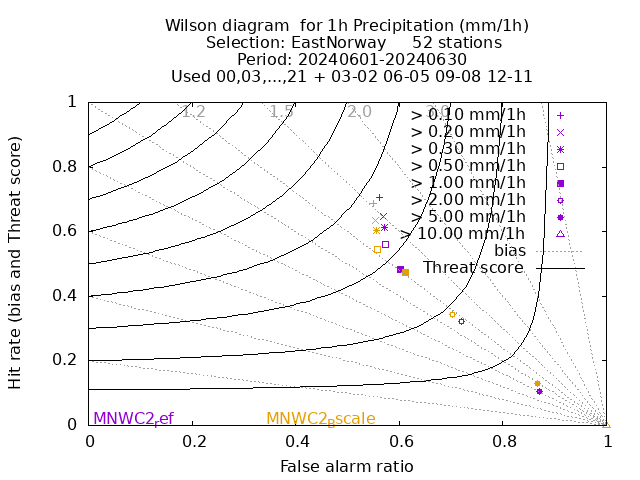 Wilson diagram  for 1h Precipitation (mm/1h)
Selection: EastNorway     52 stations
Period: 20240601-20240630
Used 00,03,...,21 + 03-02 06-05 09-08 12-11
1.2 1.5 2.0 3.0
> 0.10 mm/1h
> 0.20 mm/1h
> 0.30 mm/1h
> 0.50 mm/1h
> 1.00 mm/1h
> 2.00 mm/1h
> 5.00 mm/1h
> 10.00 mm/1h
bias
Threat score
Hit rate (bias and Threat score)
1
0.8
0.6
0.4
0.2
0
MNWC2ref MNWC2Bscale
0 0.2 0.4 0.6 0.8 1
False alarm ratio